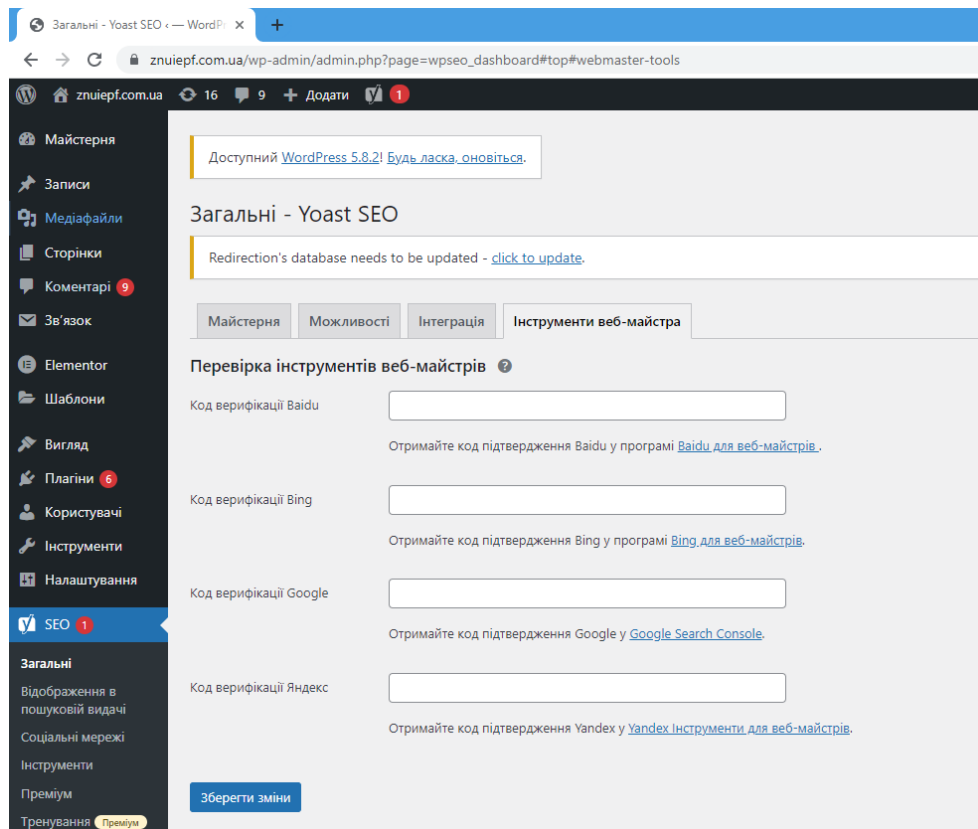 Загальні - Yoast SEO ‹ — WordPr
znuiepf.com.ua/wp-admin/admin.php?page=wpseo_dashboard#top#webmaster-tools
znuiepf.com.ua 16 9 Додати 1
Майстерня
Записи
Медіафайли
Сторінки
Коментарі 9
Зв'язок
Elementor
Шаблони
Вигляд
Плагіни 6
Користувачі
Інструменти
Налаштування
SEO 1
Загальні
Відображення в
пошуковій видачі
Соціальні мережі
Інструменти
Преміум
Тренування Преміум
Доступний WordPress 5.8.2! Будь ласка, оновіться.
Загальні - Yoast SEO
Redirection's database needs to be updated - click to update.
Майстерня Можливості Інтеграція Інструменти веб-майстра
Перевірка інструментів веб-майстрів
Код верифікації Baidu
Отримайте код підтвердження Baidu у програмі Baidu для веб-майстрів .
Код верифікації Bing
Отримайте код підтвердження Bing у програмі Bing для веб-майстрів.
Код верифікації Google
Отримайте код підтвердження Google у Google Search Console.
Код верифікації Яндекс
Отримайте код підтвердження Yandex у Yandex Інструменти для веб-майстрів.
Зберегти зміни